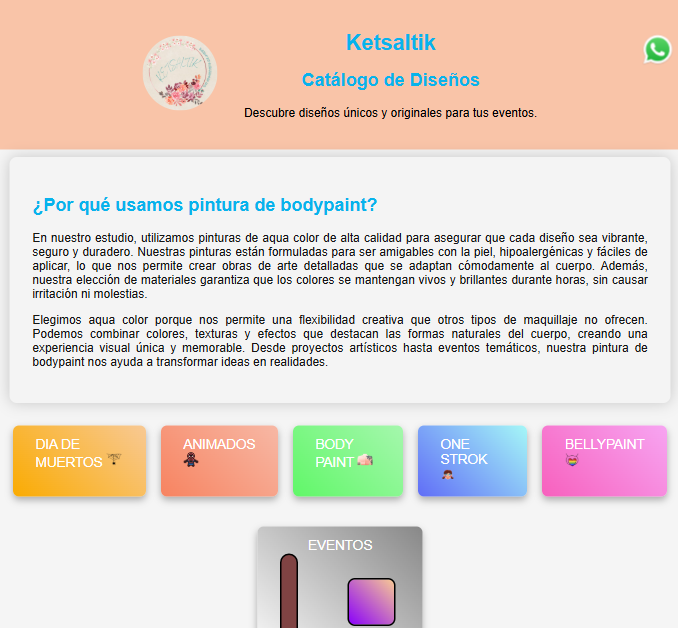 Ketsaltik
Catálogo de Diseños
Descubre diseños únicos y originales para tus eventos.
¿Por qué usamos pintura de bodypaint?
En nuestro estudio, utilizamos pinturas de aqua color de alta calidad para asegurar que cada diseño sea vibrante,
seguro y duradero. Nuestras pinturas están formuladas para ser amigables con la piel, hipoalergénicas y fáciles de
aplicar, lo que nos permite crear obras de arte detalladas que se adaptan cómodamente al cuerpo. Además,
nuestra elección de materiales garantiza que los colores se mantengan vivos y brillantes durante horas, sin causar
irritación ni molestias.
Elegimos aqua color porque nos permite una flexibilidad creativa que otros tipos de maquillaje no ofrecen.
Podemos combinar colores, texturas y efectos que destacan las formas naturales del cuerpo, creando una
experiencia visual única y memorable. Desde proyectos artísticos hasta eventos temáticos, nuestra pintura de
bodypaint nos ayuda a transformar ideas en realidades.
DIA DE
MUERTOS
ANIMADOS
BODY
PAINT
ONE
STROK
BELLYPAINT
EVENTOS